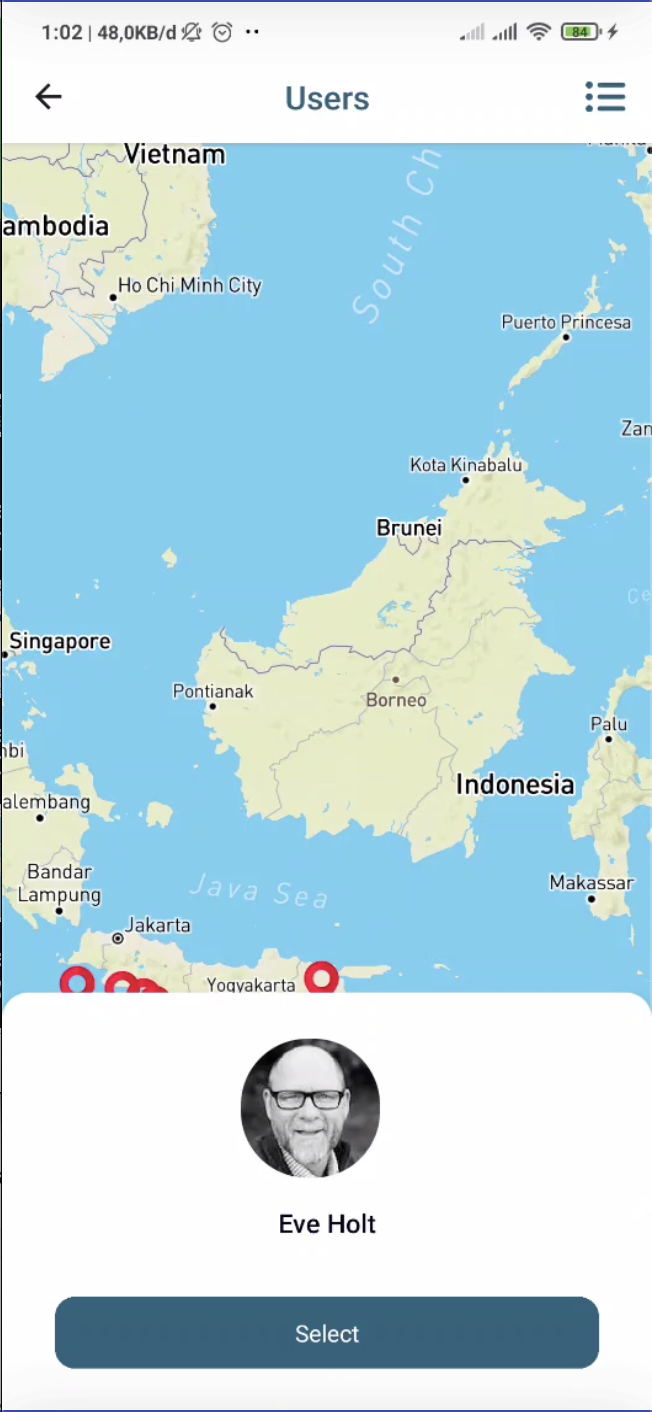 1:02 | 48,0KB/d
84
Users
Vietnam
South Ch
ambodia
Ho Chi Minh City
Puerto Princesa
Zan
Kota Kinabalu
Brunei
Ce
Singapore
Pontianak
Borneo
Palu
nbi
Indonesia
alembang
Bandar
Lampung
Java Sea
Makassar
Jakarta
Yogyakarta
Eve Holt
Select